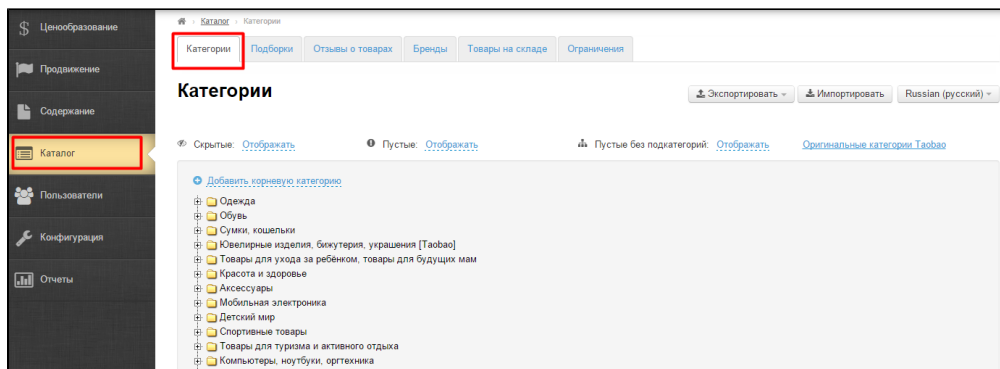 Ценообразование
Продвижение
Содержание
Каталог
Пользователи
Конфигурация
Отчеты
Каталог › Категории
Категории Подборки Отзывы о товарах Бренды Товары на складе Ограничения
Категории
Экспортировать Импортировать Russian (русский)
Скрытые: Отображать Пустые: Отображать Пустые без подкатегорий: Отображать Оригинальные категории Taobao
Добавить корневую категорию
Одежда
Обувь
Сумки, кошельки
Ювелирные изделия, бижутерия, украшения [Taobao]
Товары для ухода за ребёнком, товары для будущих мам
Красота и здоровье
Аксессуары
Мобильная электроника
Детский мир
Спортивные товары
Товары для туризма и активного отдыха
Компьютеры, ноутбуки, оргтехника